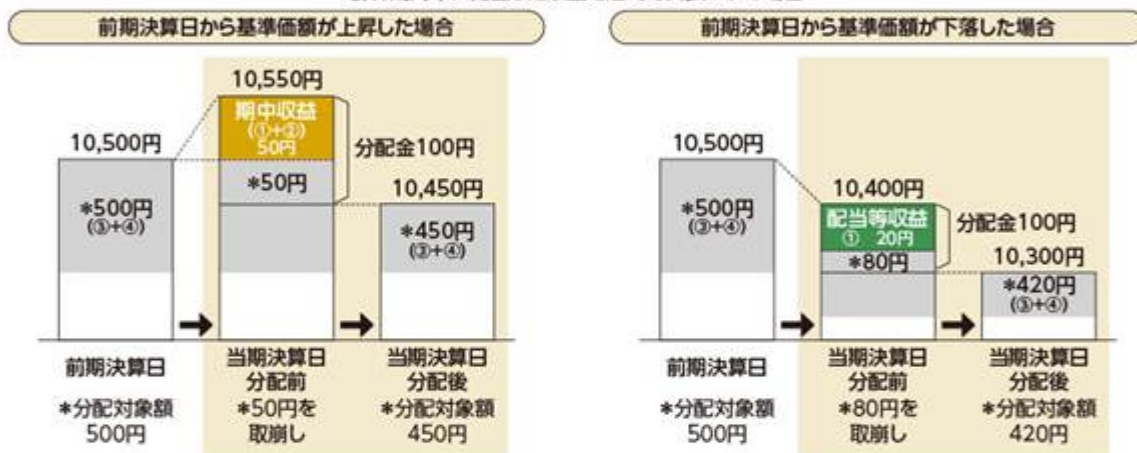 前期決算日から基準価額が上昇した場合
10,550円
期中収益
(①+②)
50円
10,500円
分配金100円
*50円
10,450円
*500円
(③+④)
*450円
(③+④)
前期決算日
当期決算日
分配前
当期決算日
分配後
*分配対象額
500円
*50円を
取崩し
*分配対象額
450円
前期決算日から基準価額が下落した場合
10,500円
10,400円
*500円
(③+④)
配当等収益
① 20円
分配金100円
*80円
10,300円
*420円
(③+④)
前期決算日
当期決算日
分配前
当期決算日
分配後
*分配対象額
500円
*80円を
取崩し
*分配対象額
420円